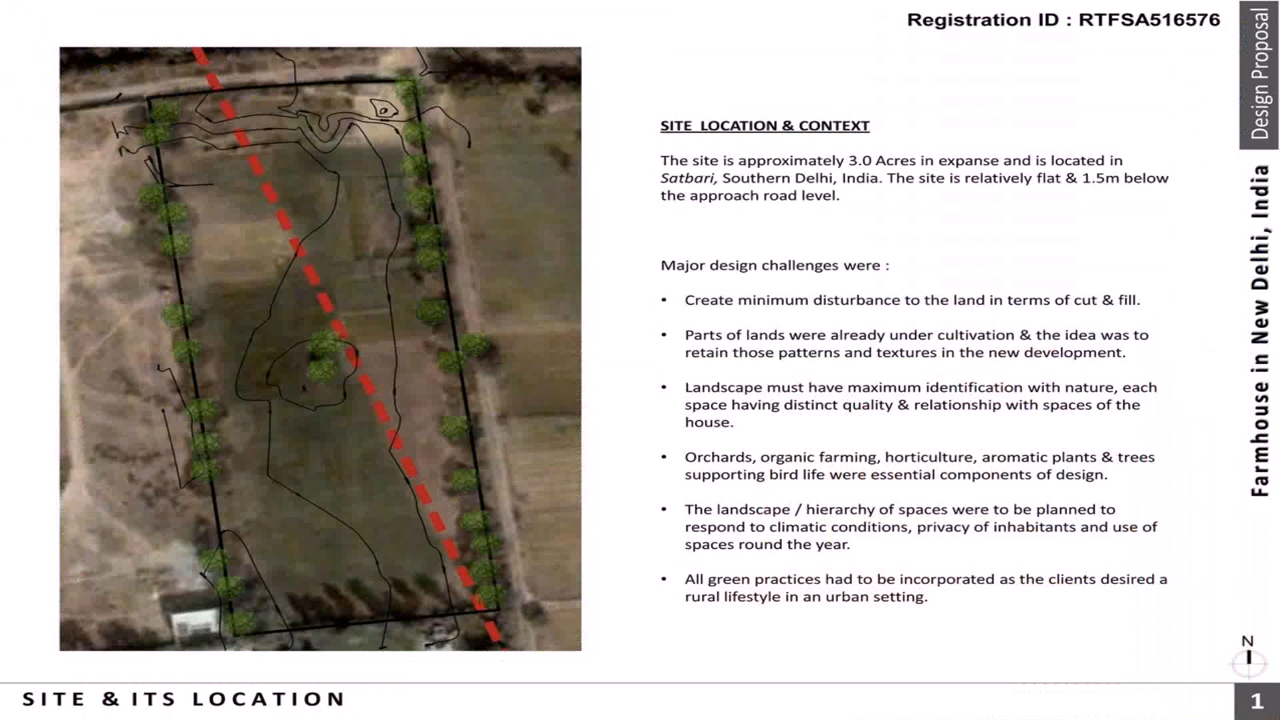 Registration ID : RTFSA516576
Design Proposal
Farmhouse in New Delhi, India
SITE LOCATION & CONTEXT
The site is approximately 3.0 Acres in expanse and is located in
Satbari, Southern Delhi, India. The site is relatively flat & 1.5m below
the approach road level.
Major design challenges were :
• Create minimum disturbance to the land in terms of cut & fill.
• Parts of lands were already under cultivation & the idea was to
retain those patterns and textures in the new development.
• Landscape must have maximum identification with nature, each
space having distinct quality & relationship with spaces of the
house.
• Orchards, organic farming, horticulture, aromatic plants & trees
supporting bird life were essential components of design.
• The landscape / hierarchy of spaces were to be planned to
respond to climatic conditions, privacy of inhabitants and use of
spaces round the year.
• All green practices had to be incorporated as the clients desired a
rural lifestyle in an urban setting.
N
SITE & ITS LOCATION
1